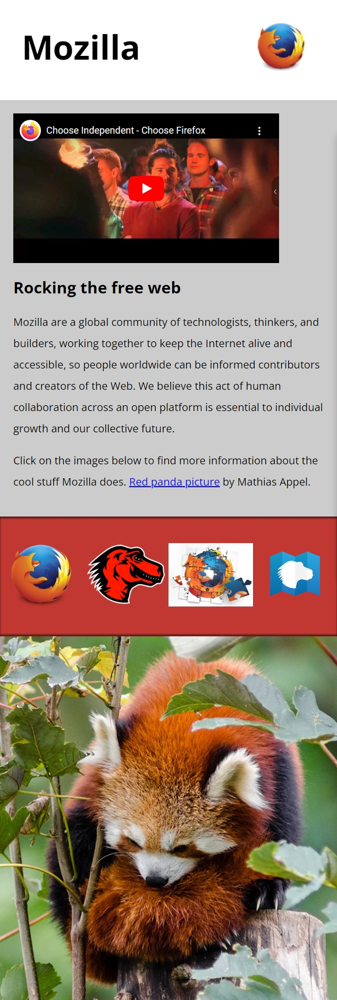 Mozilla
Choose Independent - Choose Firefox
Rocking the free web
Mozilla are a global community of technologists, thinkers, and
builders, working together to keep the Internet alive and
accessible, so people worldwide can be informed contributors
and creators of the Web. We believe this act of human
collaboration across an open platform is essential to individual
growth and our collective future.
Click on the images below to find more information about the
cool stuff Mozilla does. Red panda picture by Mathias Appel.